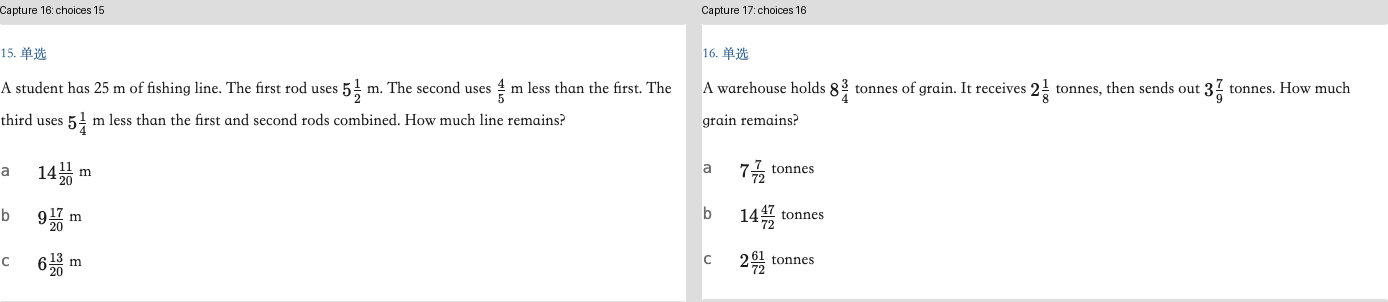 Capture 16: choices 15
15. 单选
A student has 25 m of fishing line. The first rod uses 5 1/2 m. The second uses 4/5 m less than the first. The
third uses 5 1/4 m less than the first and second rods combined. How much line remains?
a 14 11/20 m
b 9 17/20 m
c 6 13/20 m
Capture 17: choices 16
16. 单选
A warehouse holds 8 3/4 tonnes of grain. It receives 2 1/8 tonnes, then sends out 3 7/9 tonnes. How much
grain remains?
a 7 7/72 tonnes
b 14 47/72 tonnes
c 2 61/72 tonnes